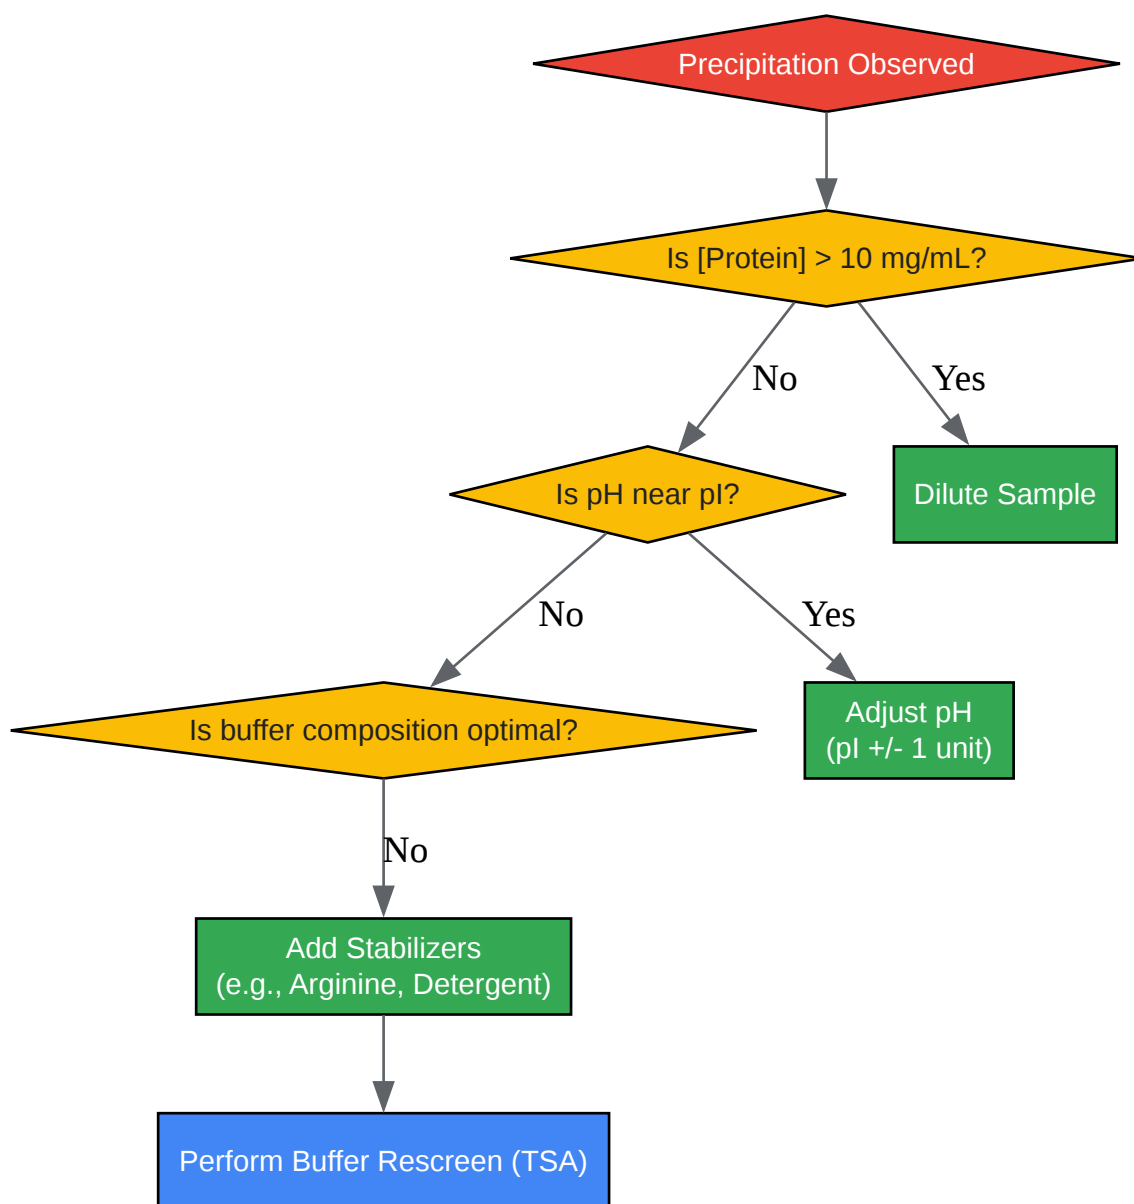 Precipitation Observed
Is [Protein] > 10 mg/mL?
No
Yes
Is pH near pI?
Dilute Sample
No
Yes
Is buffer composition optimal?
Adjust pH
(pI +/- 1 unit)
No
Add Stabilizers
(e.g., Arginine, Detergent)
Perform Buffer Rescreen (TSA)